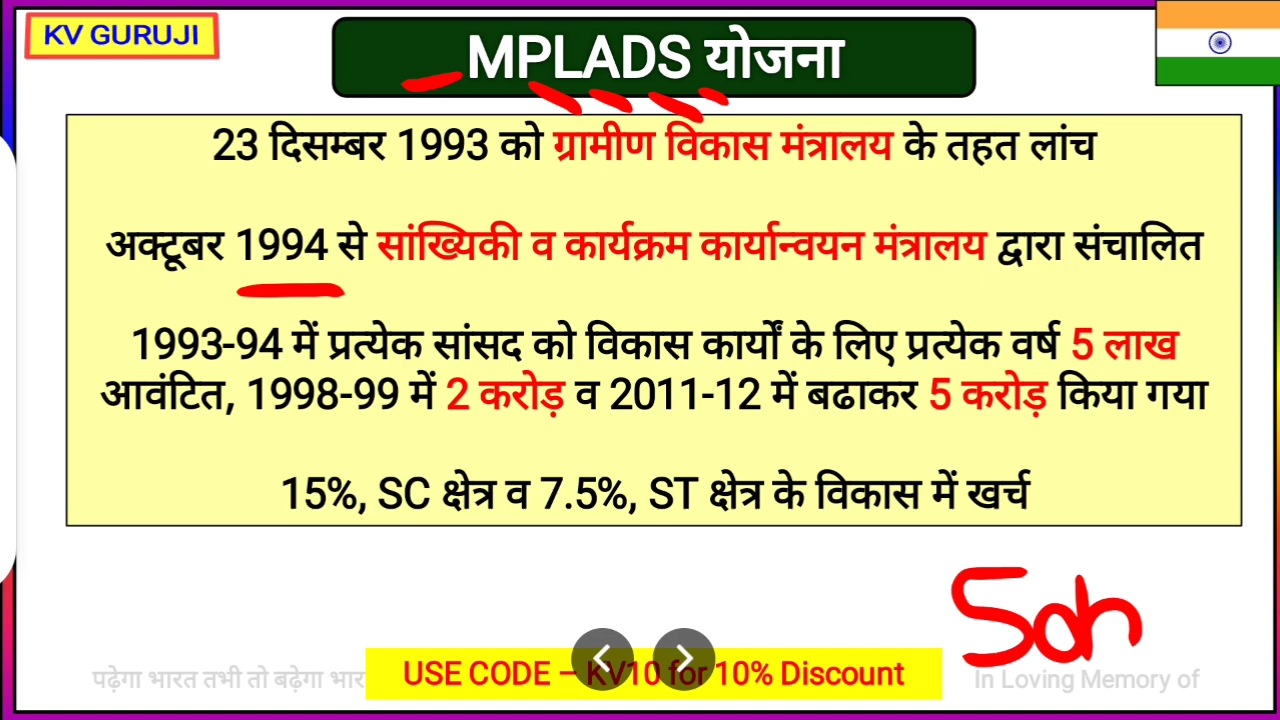 KV GURUJI
MPLADS योजना
23 दिसम्बर 1993 को ग्रामीण विकास मंत्रालय के तहत लांच
अक्टूबर 1994 से सांख्यिकी व कार्यक्रम कार्यान्वयन मंत्रालय द्वारा संचालित
1993-94 में प्रत्येक सांसद को विकास कार्यों के लिए प्रत्येक वर्ष 5 लाख
आवंटित, 1998-99 में 2 करोड़ व 2011-12 में बढाकर 5 करोड़ किया गया
15%, SC क्षेत्र व 7.5%, ST क्षेत्र के विकास में खर्च
पढ़ेगा भारत तभी तो बढ़ेगा भार
USE CODE – KV10 for 10% Discount
In Loving Memory of